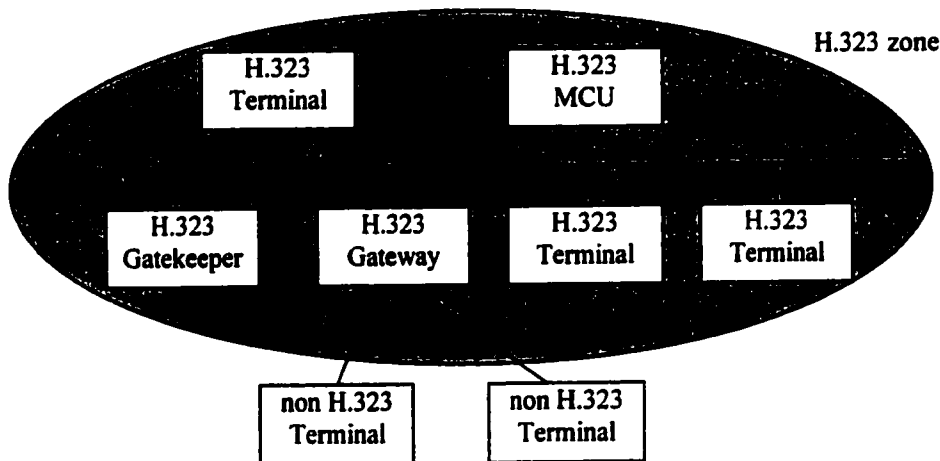 H.323 zone
H.323
Terminal
H.323
MCU
H.323
Gatekeeper
H.323
Gateway
H.323
Terminal
H.323
Terminal
non H.323
Terminal
non H.323
Terminal